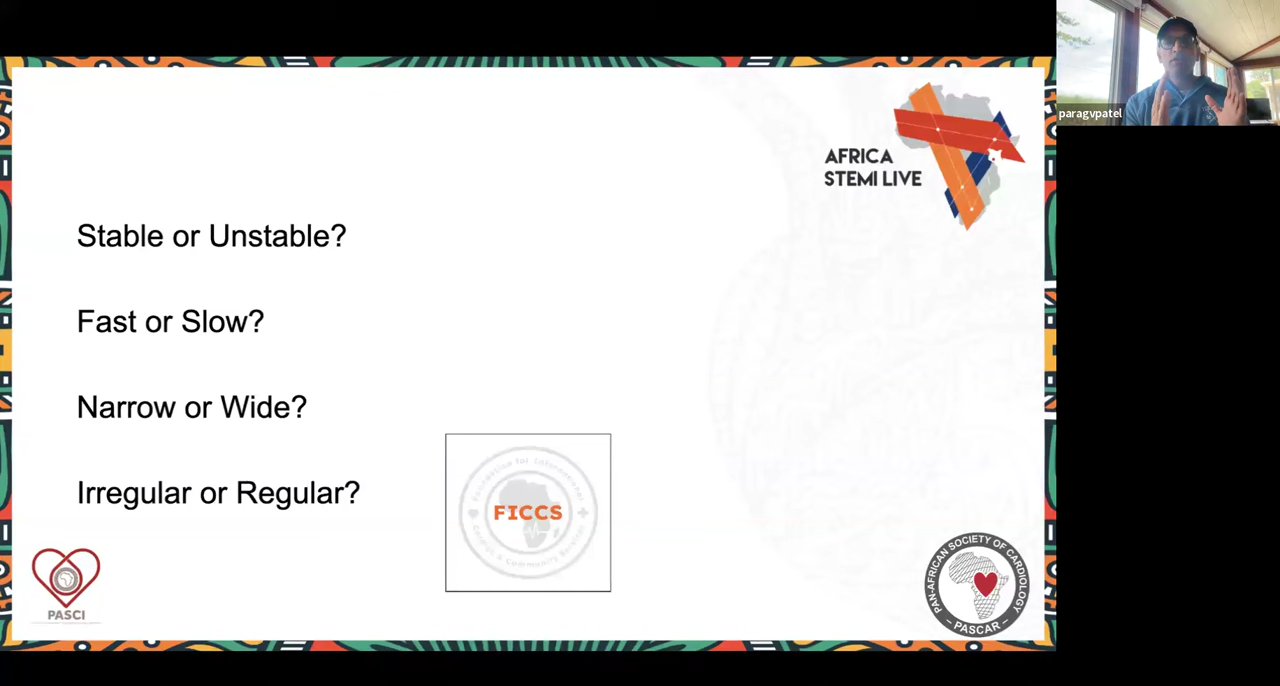 paragvpatel
AFRICA
STEMI LIVE
Stable or Unstable?
Fast or Slow?
Narrow or Wide?
Irregular or Regular?
FICCS
PASCI
PAN-AFRICAN SOCIETY OF CARDIOLOGY
– PASCAR –